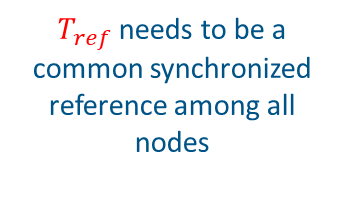 T_ref needs to be a
common synchronized
reference among all
nodes